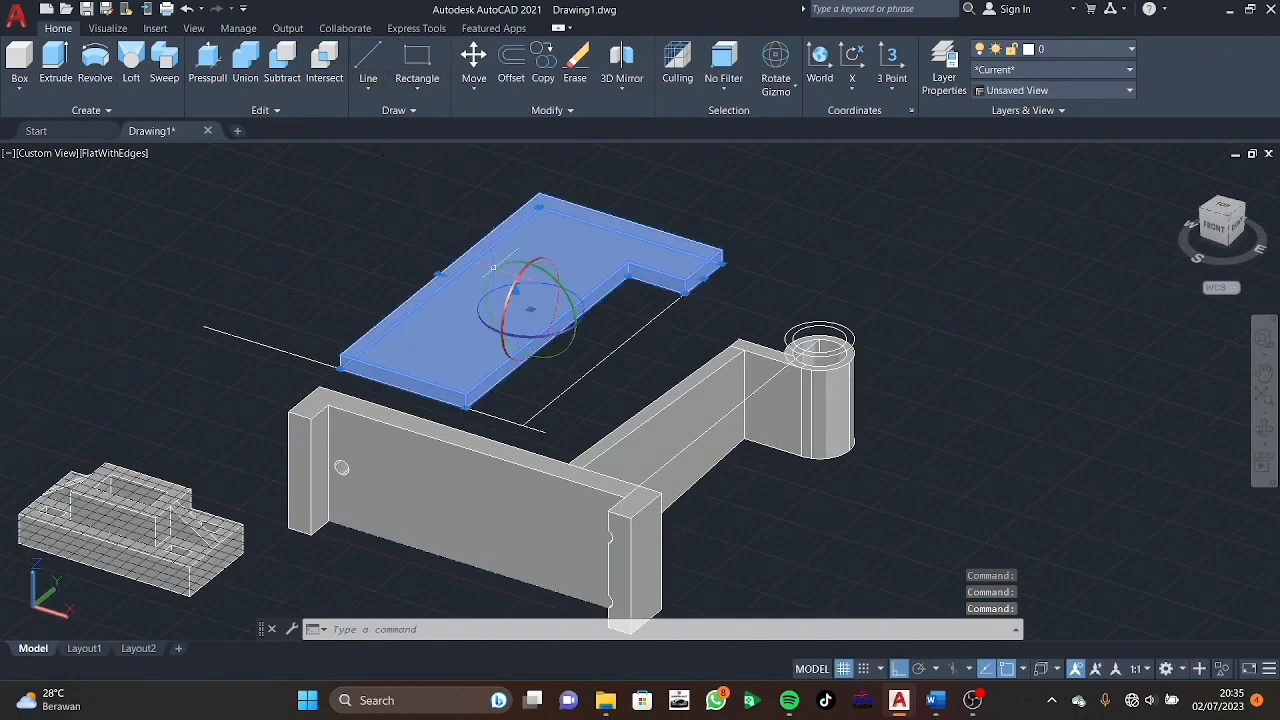 Autodesk AutoCAD 2021 Drawing1.dwg
Type a keyword or phrase
Sign In
Home Visualize Insert View Manage Output Collaborate Express Tools Featured Apps
Box Extrude Revolve Loft Sweep Presspull Union Subtract Intersect Line Rectangle Move Offset Copy Erase 3D Mirror Culling No Filter Rotate Gizmo World X 3 Point Layer Properties
0
*Current*
Unsaved View
Create Edit Draw Modify Selection Coordinates Layers & View
Start Drawing1*
[−][Custom View][FlatWithEdges]
TOP
FRONT
W
S
E
WCS
Z
Y
X
Command:
Command:
Command:
Type a command
Model Layout1 Layout2
MODEL
1:1
28°C
Berawan
Search
8
A
W
20:35
02/07/2023
4